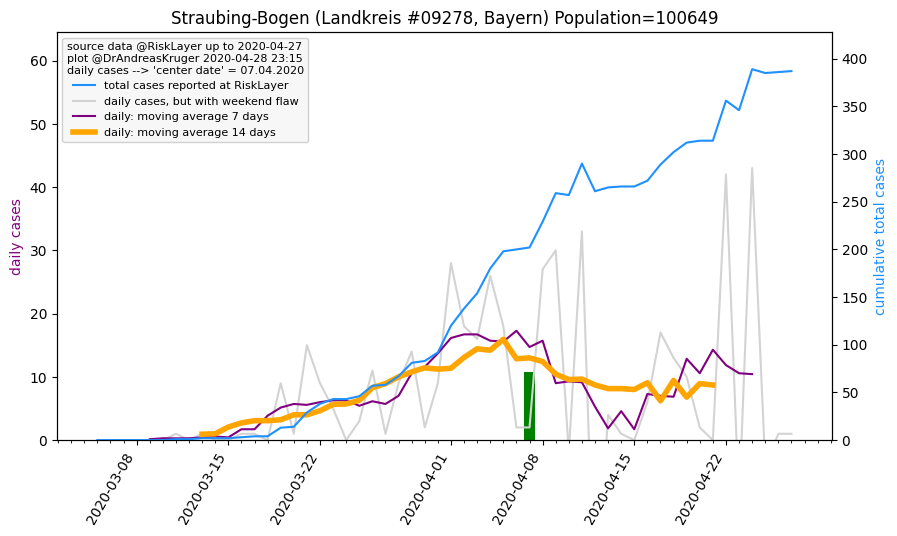 Straubing-Bogen (Landkreis #09278, Bayern) Population=100649
source data @RiskLayer up to 2020-04-27
plot @DrAndreasKruger 2020-04-28 23:15
daily cases --> 'center date' = 07.04.2020
total cases reported at RiskLayer
daily cases, but with weekend flaw
daily: moving average 7 days
daily: moving average 14 days
daily cases
60
50
40
30
20
10
0
cumulative total cases
400
350
300
250
200
150
100
50
0
2020-03-08
2020-03-15
2020-03-22
2020-04-01
2020-04-08
2020-04-15
2020-04-22